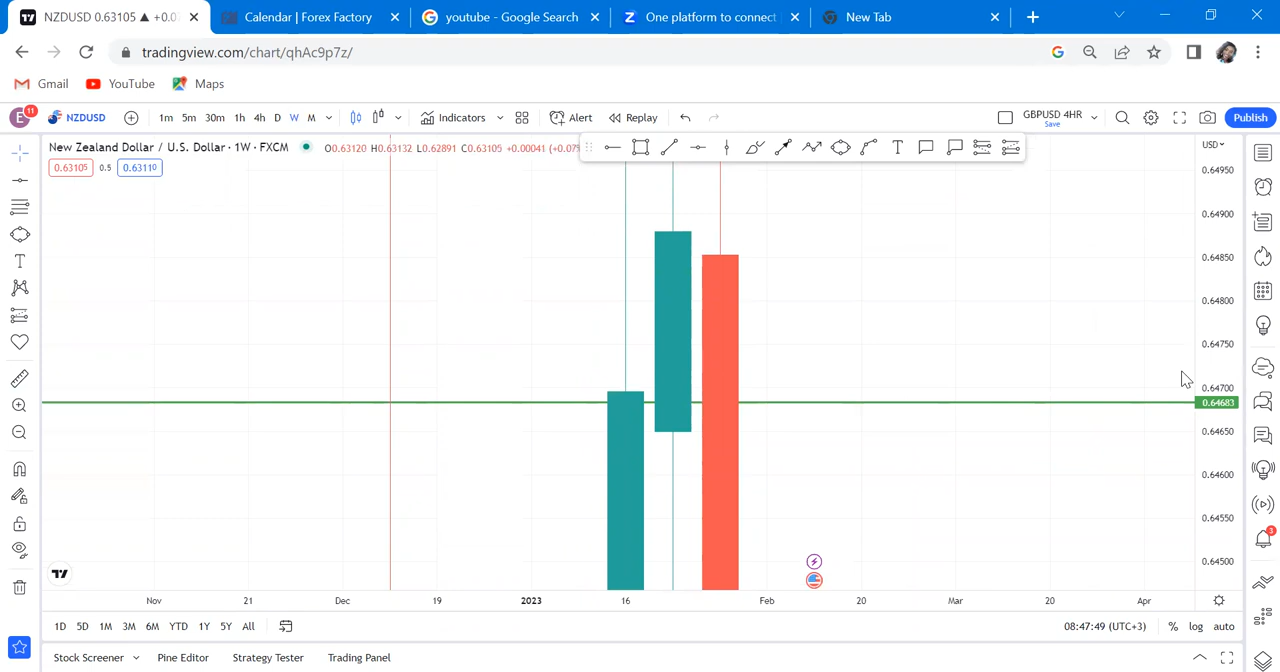 NZDUSD 0.63105 ▲ +0.0
Calendar | Forex Factory
youtube - Google Search
One platform to connect
New Tab
tradingview.com/chart/qhAc9p7z/
Gmail YouTube Maps
E 11 NZDUSD 1m 5m 30m 1h 4h D W M Indicators Alert Replay GBPUSD 4HR Save Publish
New Zealand Dollar / U.S. Dollar · 1W · FXCM O0.63120 H0.63132 L0.62891 C0.63105 +0.00041 (+0.07 USD
63105 0.5 0.63110
0.64950
0.64900
0.64850
0.64800
0.64750
0.64700
0.64683
0.64650
0.64600
0.64550
0.64500
3
Nov 21 Dec 19 2023 16 Feb 20 Mar 20 Apr
1D 5D 1M 3M 6M YTD 1Y 5Y All 08:47:49 (UTC+3) % log auto
Stock Screener Pine Editor Strategy Tester Trading Panel